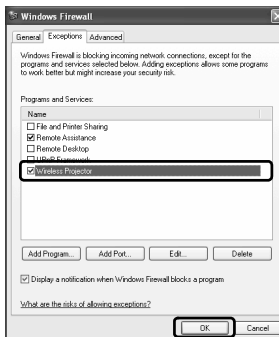 Windows Firewall
General Exceptions Advanced
Windows Firewall is blocking incoming network connections, except for the
programs and services selected below. Adding exceptions allows some programs
to work better but might increase your security risk.
Programs and Services:
Name
File and Printer Sharing
Remote Assistance
Remote Desktop
UPnP Framework
Wireless Projector
Add Program... Add Port... Edit... Delete
Display a notification when Windows Firewall blocks a program
What are the risks of allowing exceptions?
OK Cancel